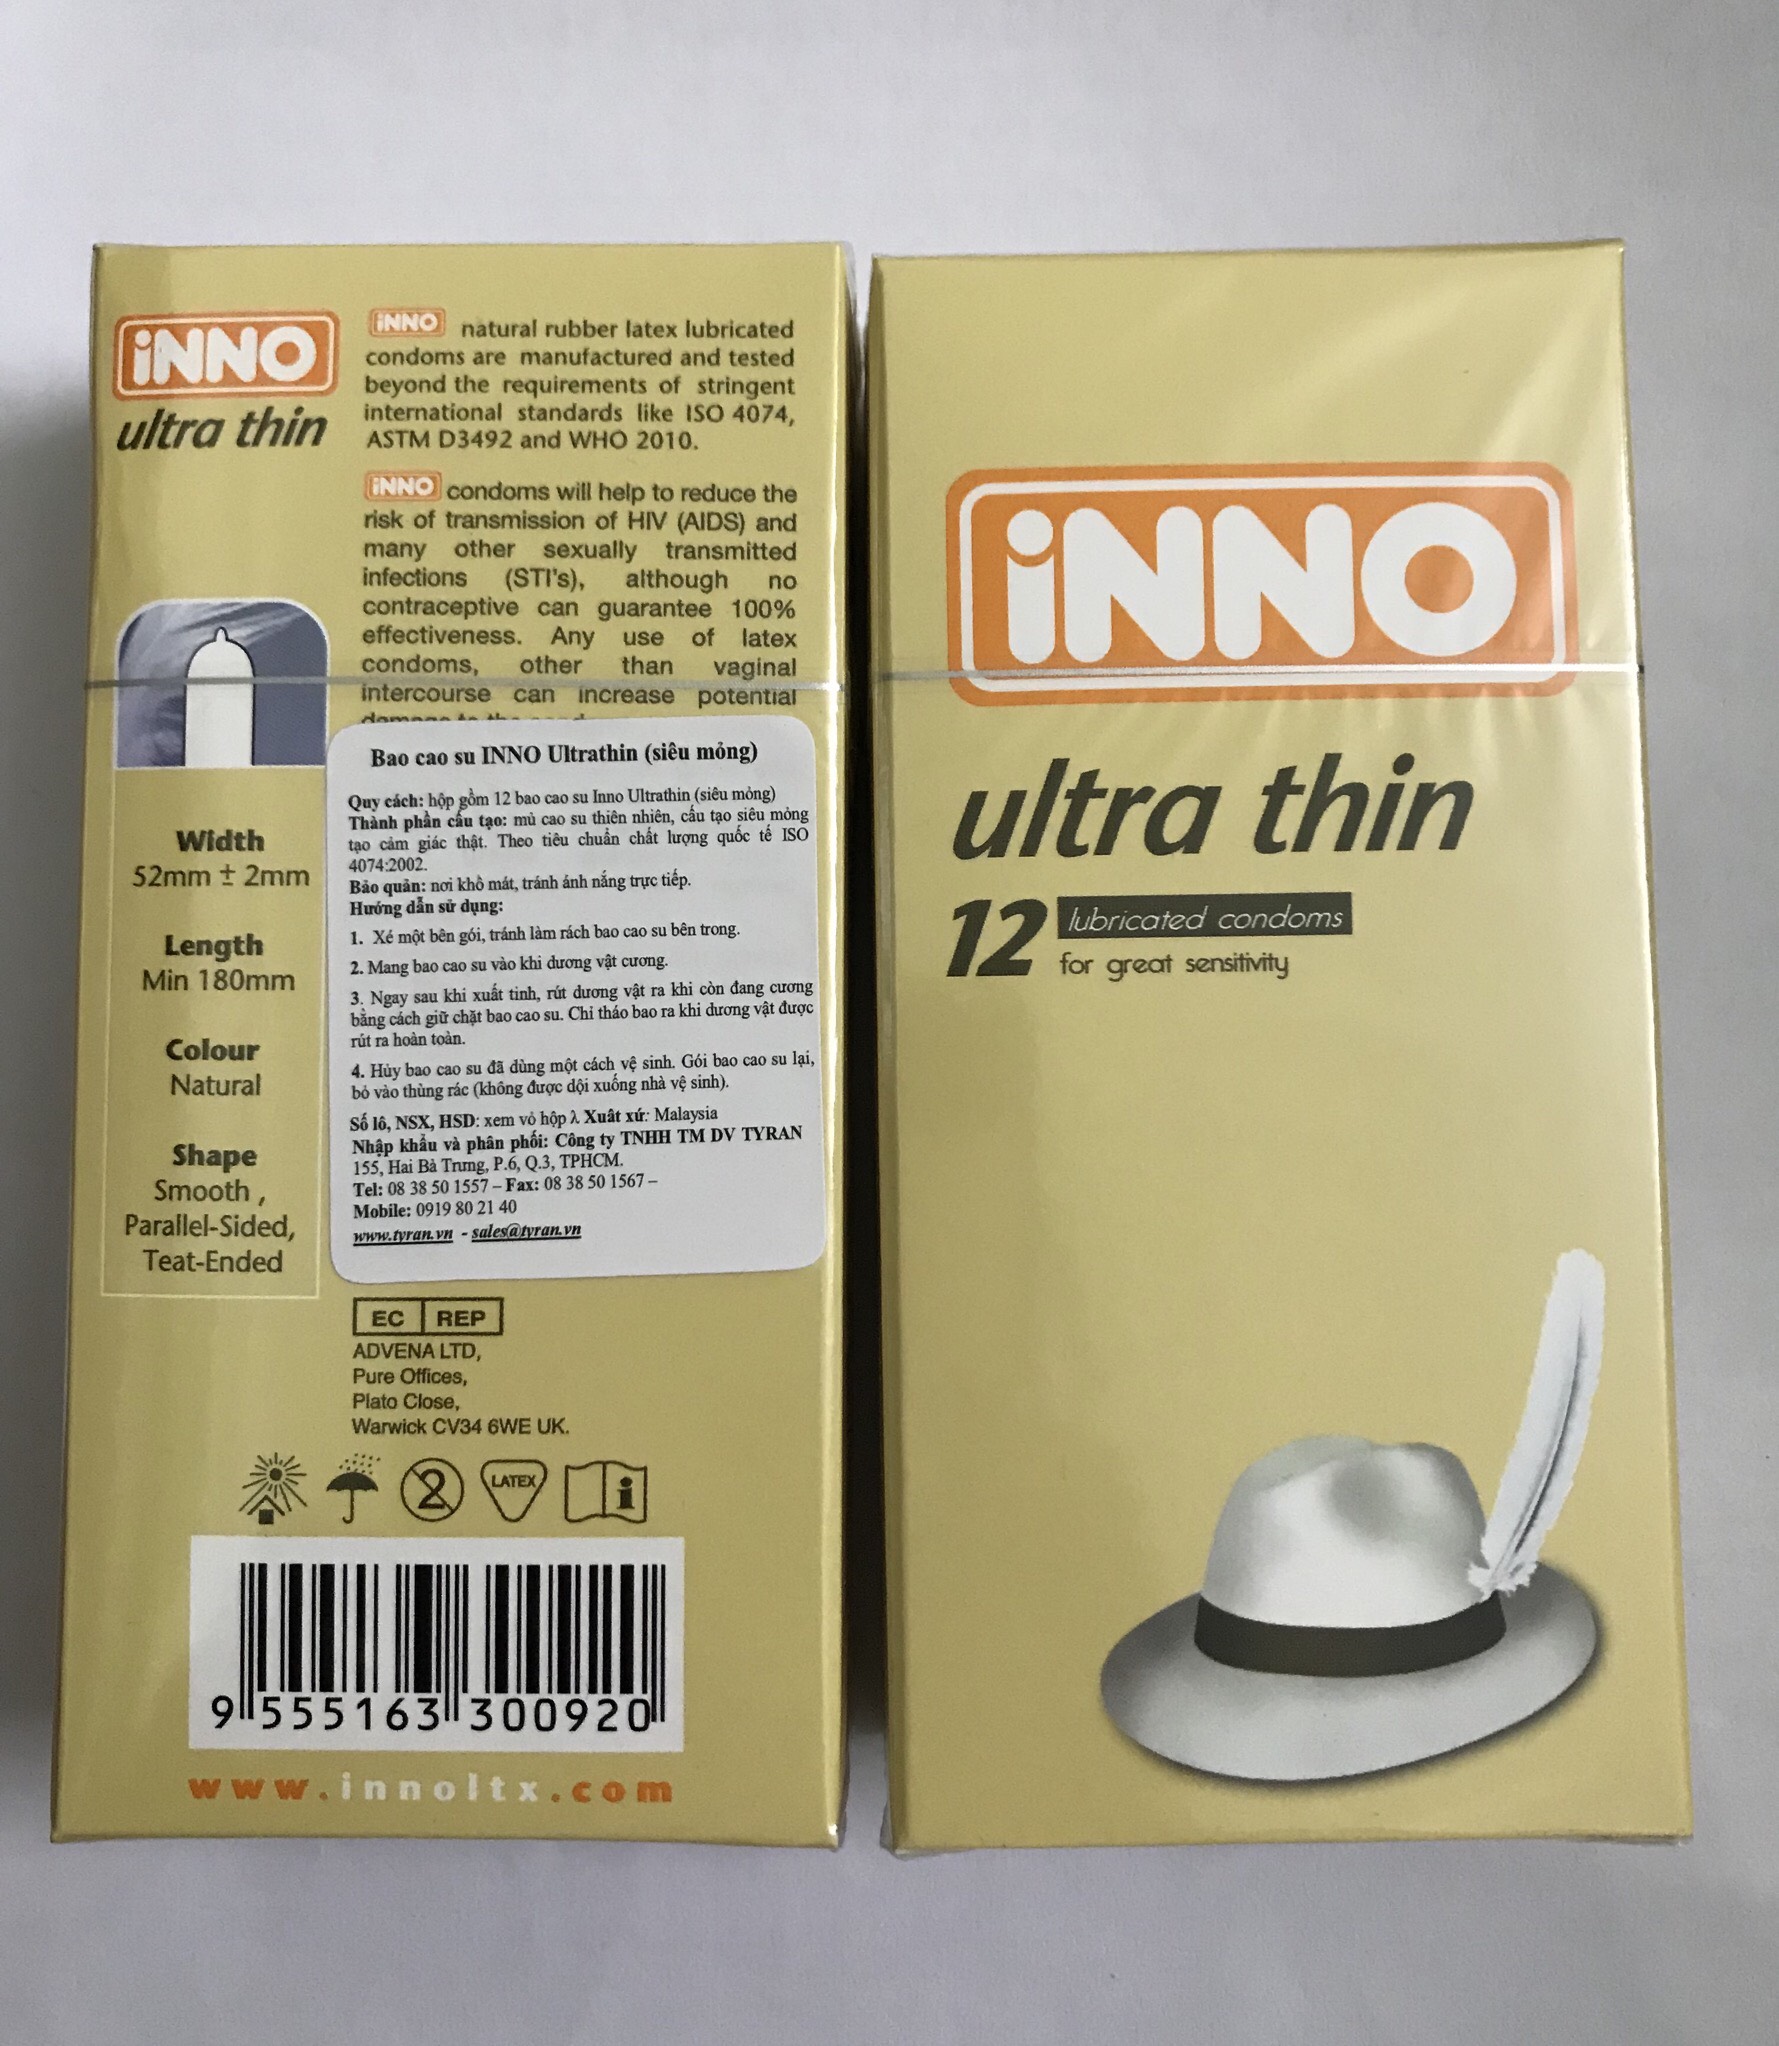 iNNO
ultra thin
iNNO natural rubber latex lubricated
condoms are manufactured and tested
beyond the requirements of stringent
international standards like ISO 4074,
ASTM D3492 and WHO 2010.
iNNO condoms will help to reduce the
risk of transmission of HIV (AIDS) and
many other sexually transmitted
infections (STI's), although no
contraceptive can guarantee 100%
effectiveness. Any use of latex
condoms, other than vaginal
intercourse can increase potential
Width
52mm ± 2mm
Length
Min 180mm
Colour
Natural
Shape
Smooth ,
Parallel-Sided,
Teat-Ended
Bao cao su INNO Ultrathin (siêu mỏng)
Quy cách: hộp gồm 12 bao cao su Inno Ultrathin (siêu mỏng)
Thành phần cấu tạo: mủ cao su thiên nhiên, cấu tạo siêu mỏng
tạo cảm giác thật. Theo tiêu chuẩn chất lượng quốc tế ISO
4074:2002.
Bảo quản: nơi khô mát, tránh ánh nắng trực tiếp.
Hướng dẫn sử dụng:
1. Xé một bên gói, tránh làm rách bao cao su bên trong.
2. Mang bao cao su vào khi dương vật cương.
3. Ngay sau khi xuất tinh, rút dương vật ra khi còn đang cương
bằng cách giữ chặt bao cao su. Chỉ tháo bao ra khi dương vật được
rút ra hoàn toàn.
4. Hủy bao cao su đã dùng một cách vệ sinh. Gói bao cao su lại,
bỏ vào thùng rác (không được dội xuống nhà vệ sinh).
Số lô, NSX, HSD: xem vỏ hộp λ Xuất xứ: Malaysia
Nhập khẩu và phân phối: Công ty TNHH TM DV TYRAN
155, Hai Bà Trưng, P.6, Q.3, TPHCM.
Tel: 08 38 50 1557 – Fax: 08 38 50 1567 –
Mobile: 0919 80 21 40
www.tyran.vn - sales@tyran.vn
EC REP
ADVENA LTD,
Pure Offices,
Plato Close,
Warwick CV34 6WE UK.
2 LATEX i
9 555163 300920
www.innoltx.com
iNNO
ultra thin
12 lubricated condoms
for great sensitivity